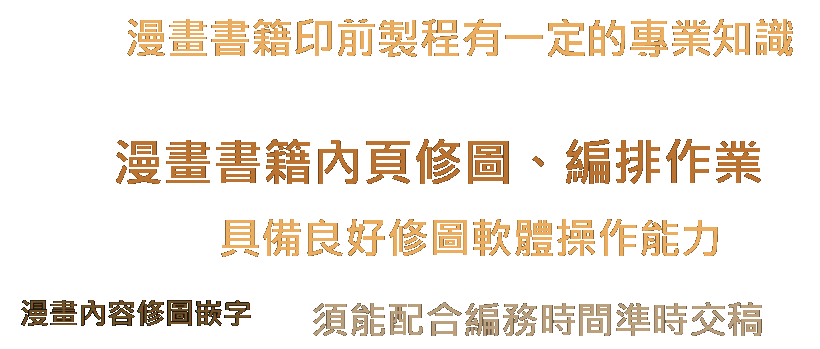 漫畫書籍印前製程有一定的專業知識
漫畫書籍內頁修圖、編排作業
具備良好修圖軟體操作能力
漫畫內容修圖嵌字
須能配合編務時間準時交稿